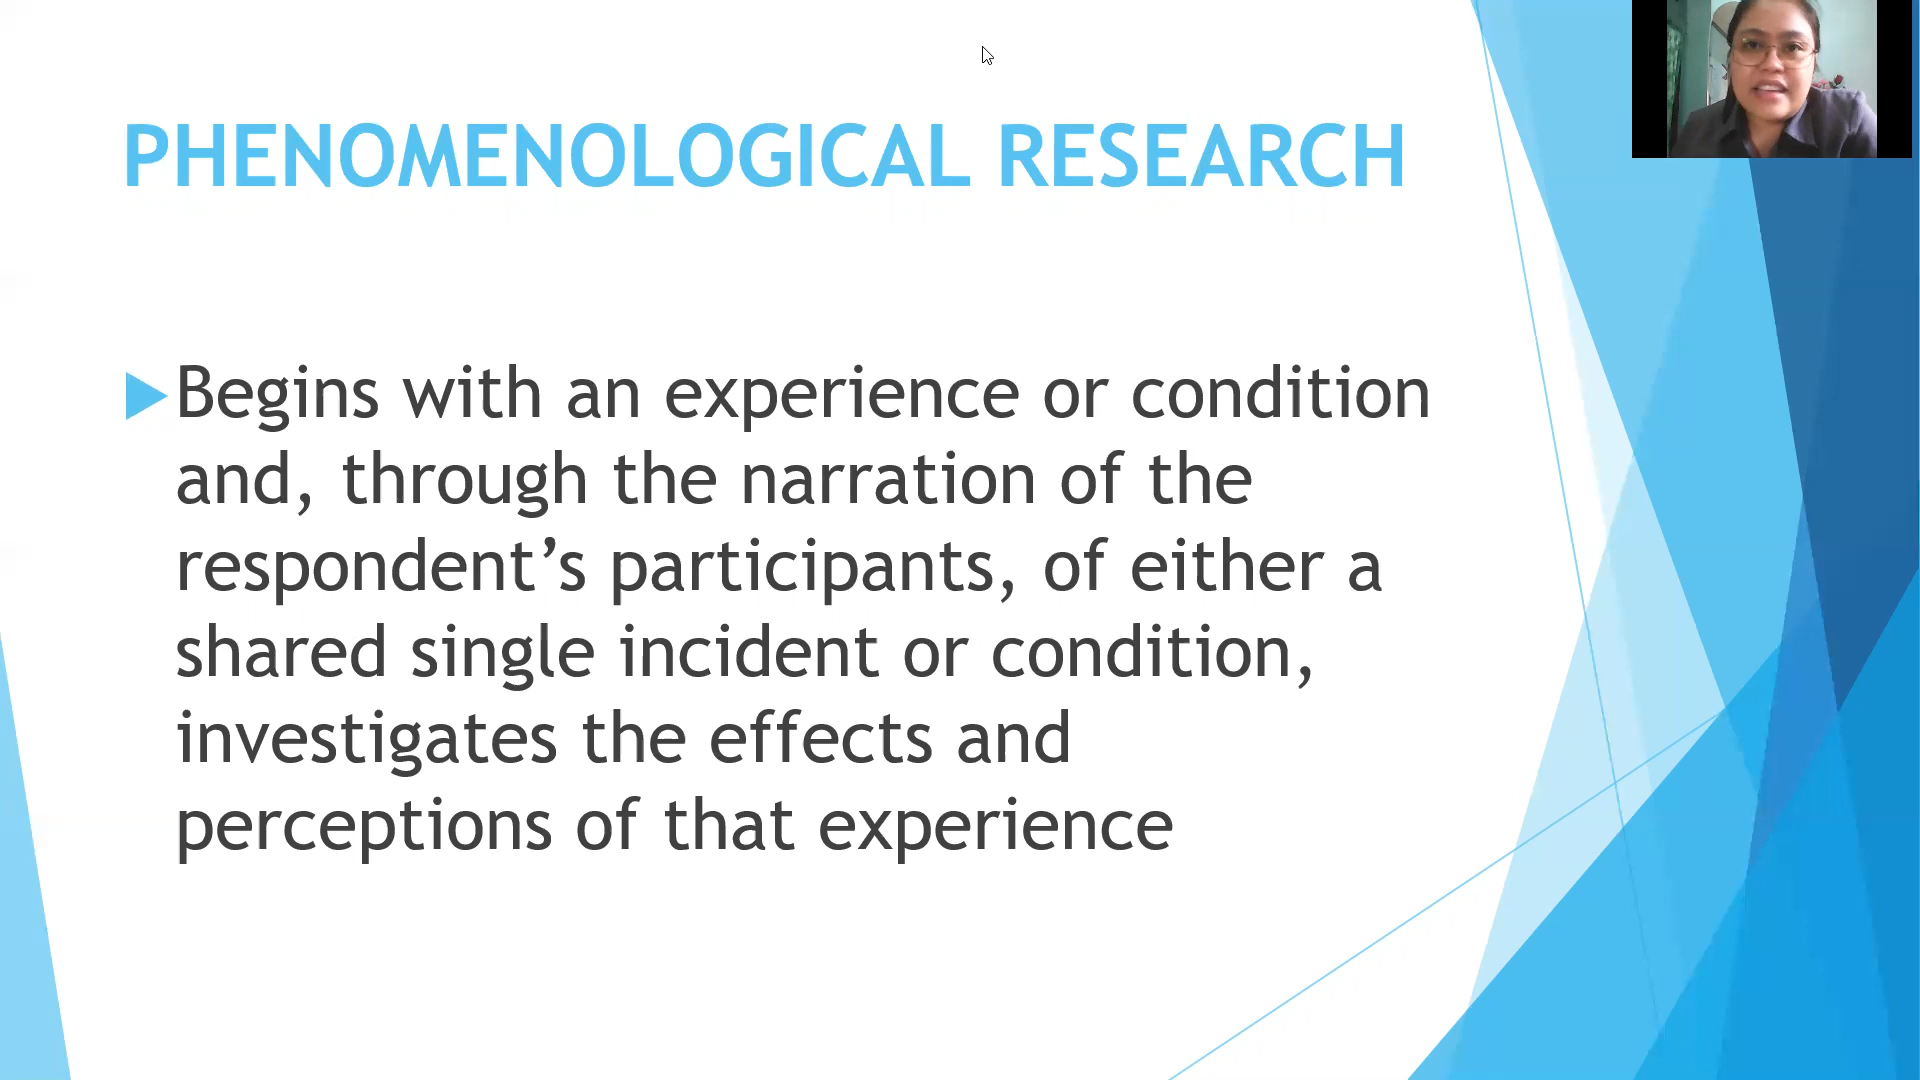 PHENOMENOLOGICAL RESEARCH
Begins with an experience or condition
and, through the narration of the
respondent’s participants, of either a
shared single incident or condition,
investigates the effects and
perceptions of that experience